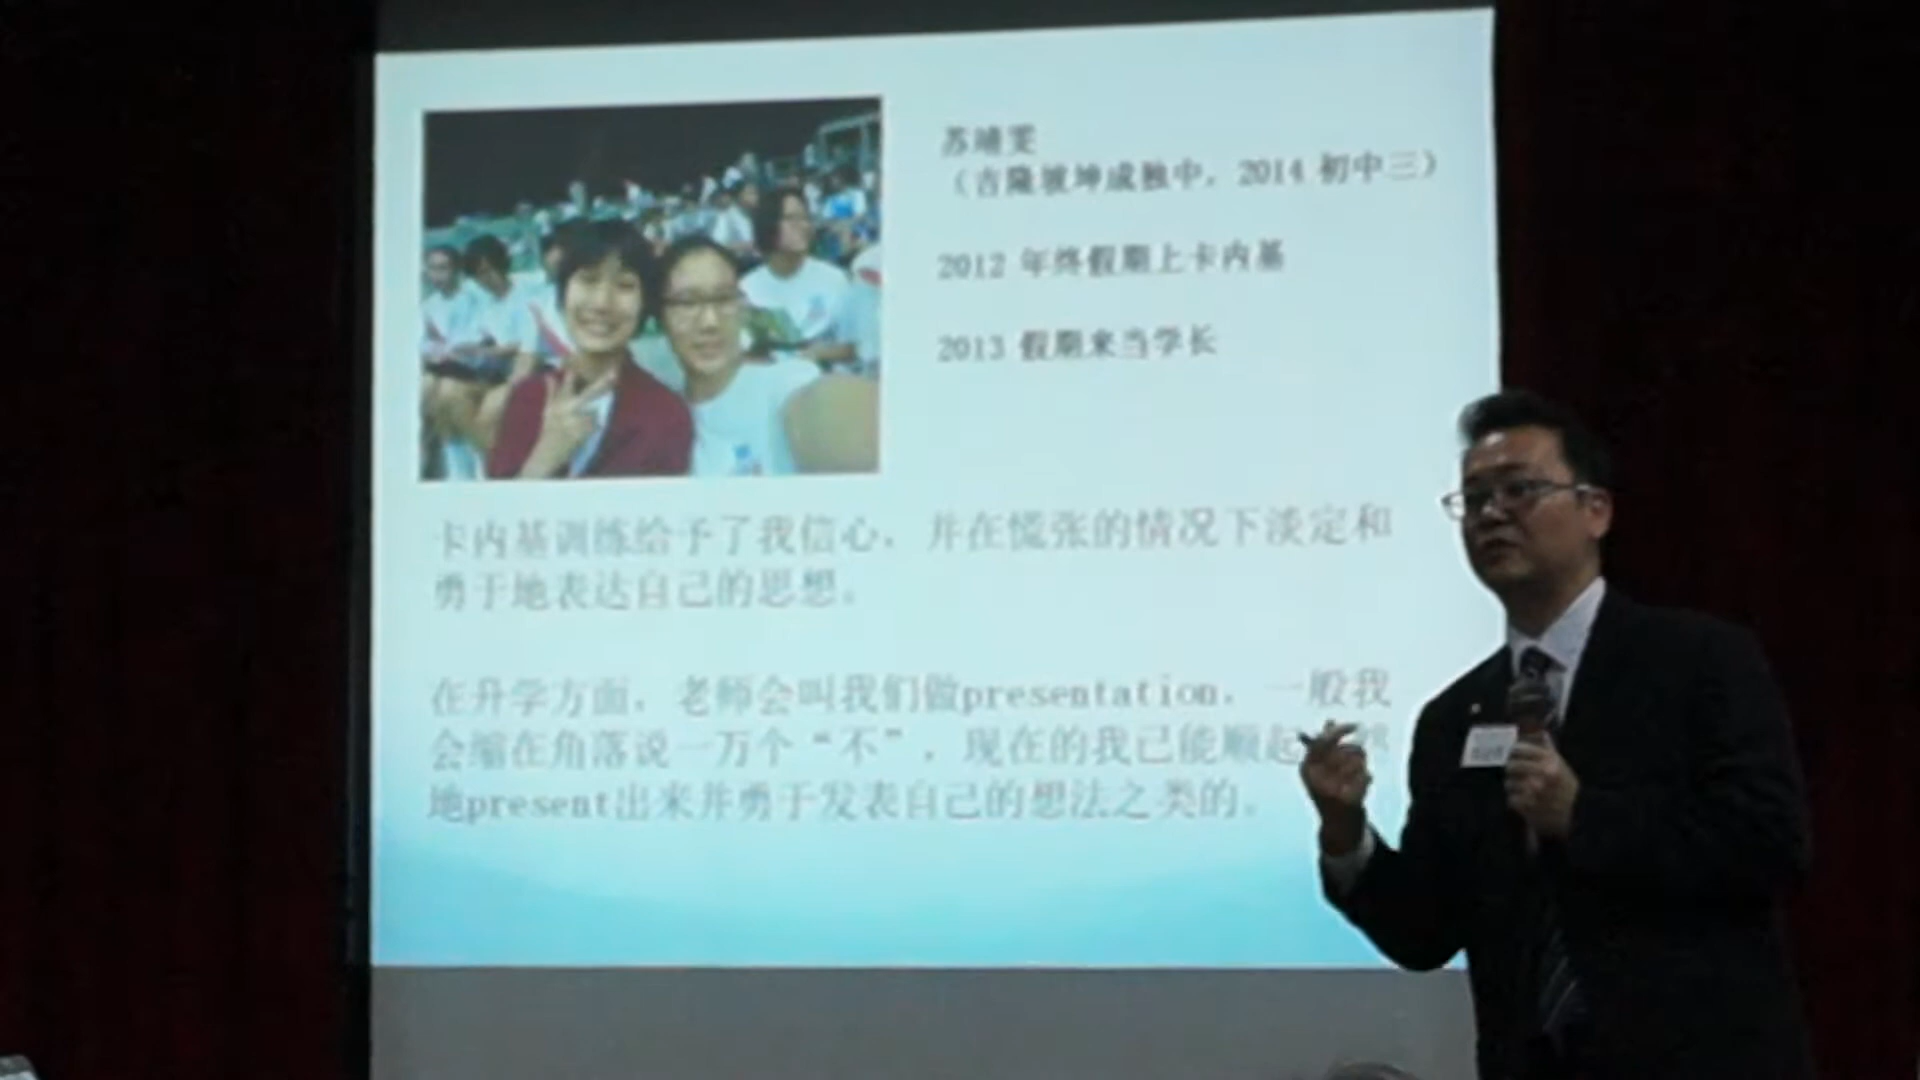 苏靖雯
（吉隆坡坤成独中，2014 初中三）
2012 年终假期上卡内基
2013 假期来当学长
卡内基训练给予了我信心，并在慌张的情况下淡定和
勇于地表达自己的思想。
在升学方面，老师会叫我们做presentation，一般我
会缩在角落说一万个“不”，现在的我已能顺起
地present出来并勇于发表自己的想法之类的。